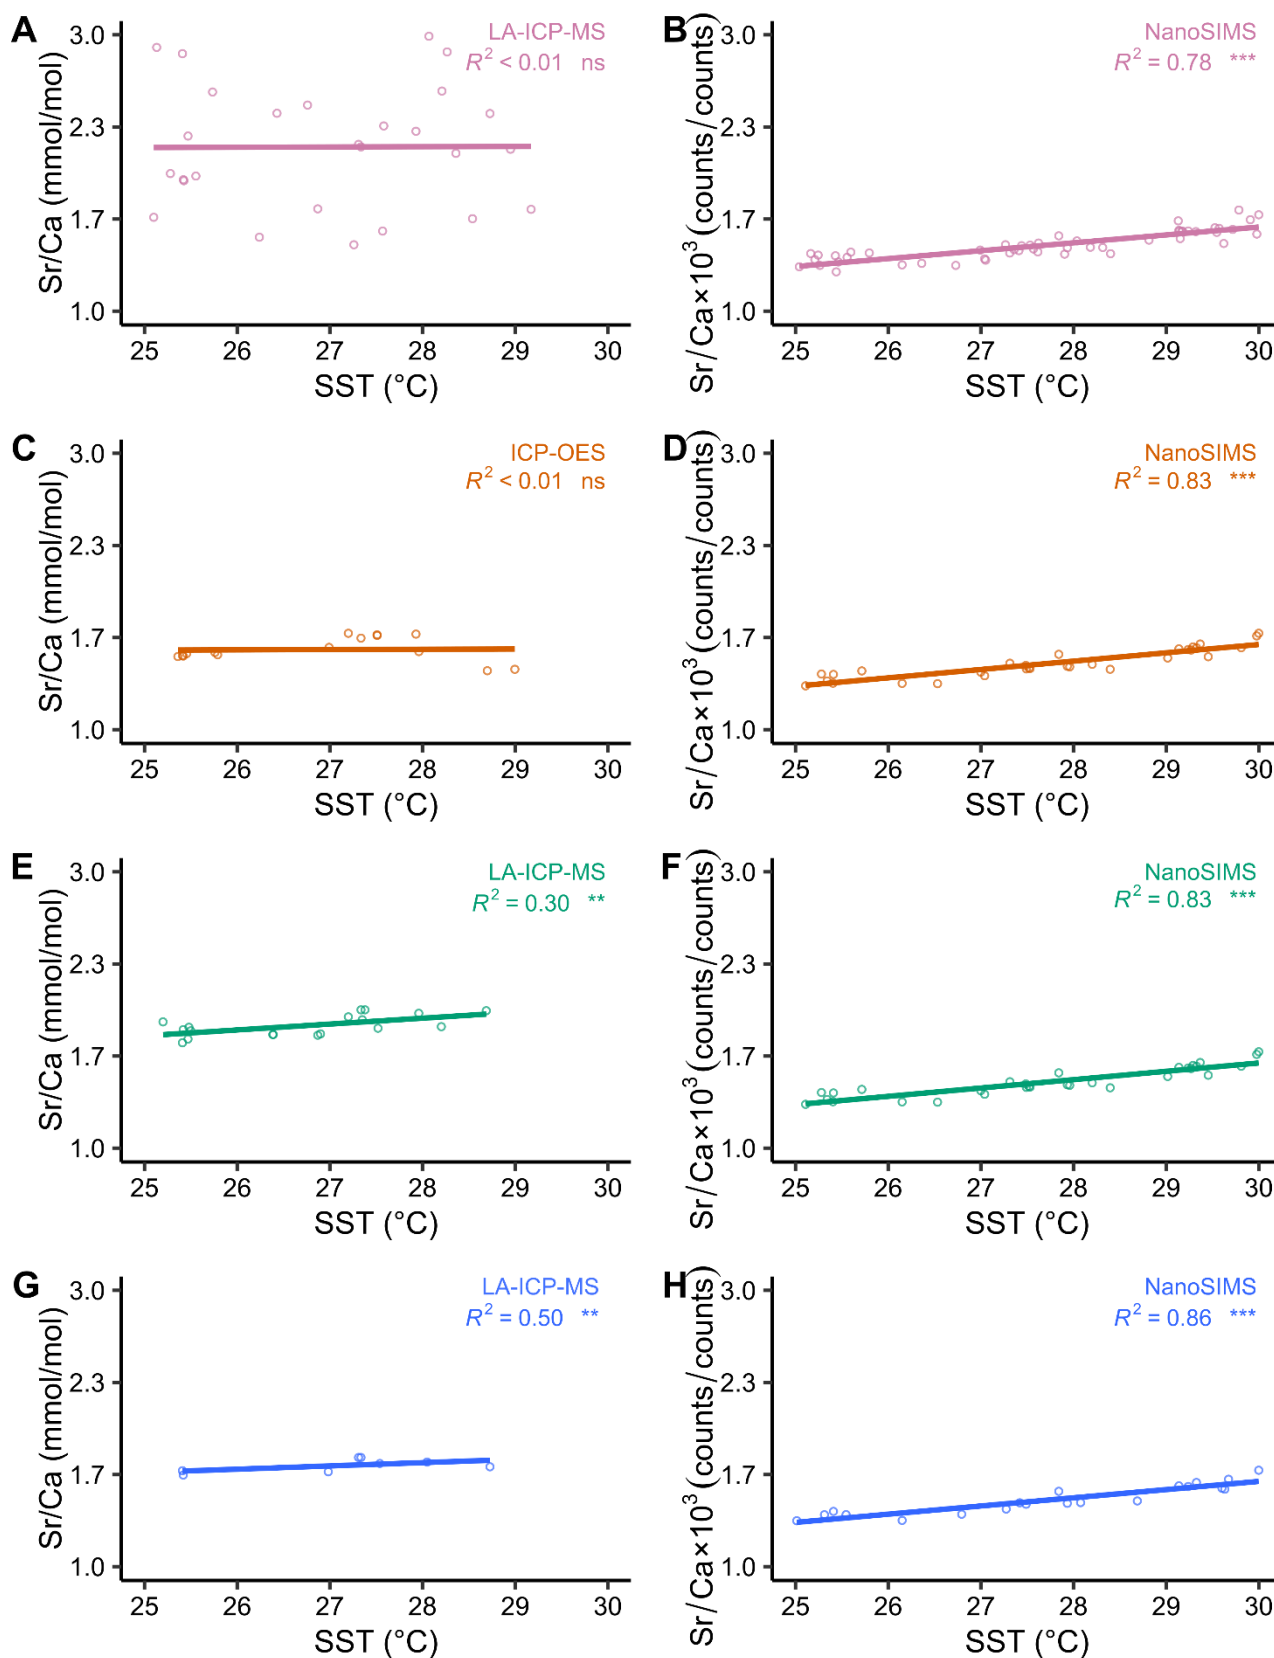 A
LA-ICP-MS
R² < 0.01 ns
Sr/Ca (mmol/mol)
3.0
2.3
1.7
1.0
25 26 27 28 29 30
SST (°C)
B
NanoSIMS
R² = 0.78 ***
Sr/Ca×10³ (counts/counts)
3.0
2.3
1.7
1.0
25 26 27 28 29 30
SST (°C)
C
ICP-OES
R² < 0.01 ns
Sr/Ca (mmol/mol)
3.0
2.3
1.7
1.0
25 26 27 28 29 30
SST (°C)
D
NanoSIMS
R² = 0.83 ***
Sr/Ca×10³ (counts/counts)
3.0
2.3
1.7
1.0
25 26 27 28 29 30
SST (°C)
E
LA-ICP-MS
R² = 0.30 **
Sr/Ca (mmol/mol)
3.0
2.3
1.7
1.0
25 26 27 28 29 30
SST (°C)
F
NanoSIMS
R² = 0.83 ***
Sr/Ca×10³ (counts/counts)
3.0
2.3
1.7
1.0
25 26 27 28 29 30
SST (°C)
G
LA-ICP-MS
R² = 0.50 **
Sr/Ca (mmol/mol)
3.0
2.3
1.7
1.0
25 26 27 28 29 30
SST (°C)
H
NanoSIMS
R² = 0.86 ***
Sr/Ca×10³ (counts/counts)
3.0
2.3
1.7
1.0
25 26 27 28 29 30
SST (°C)